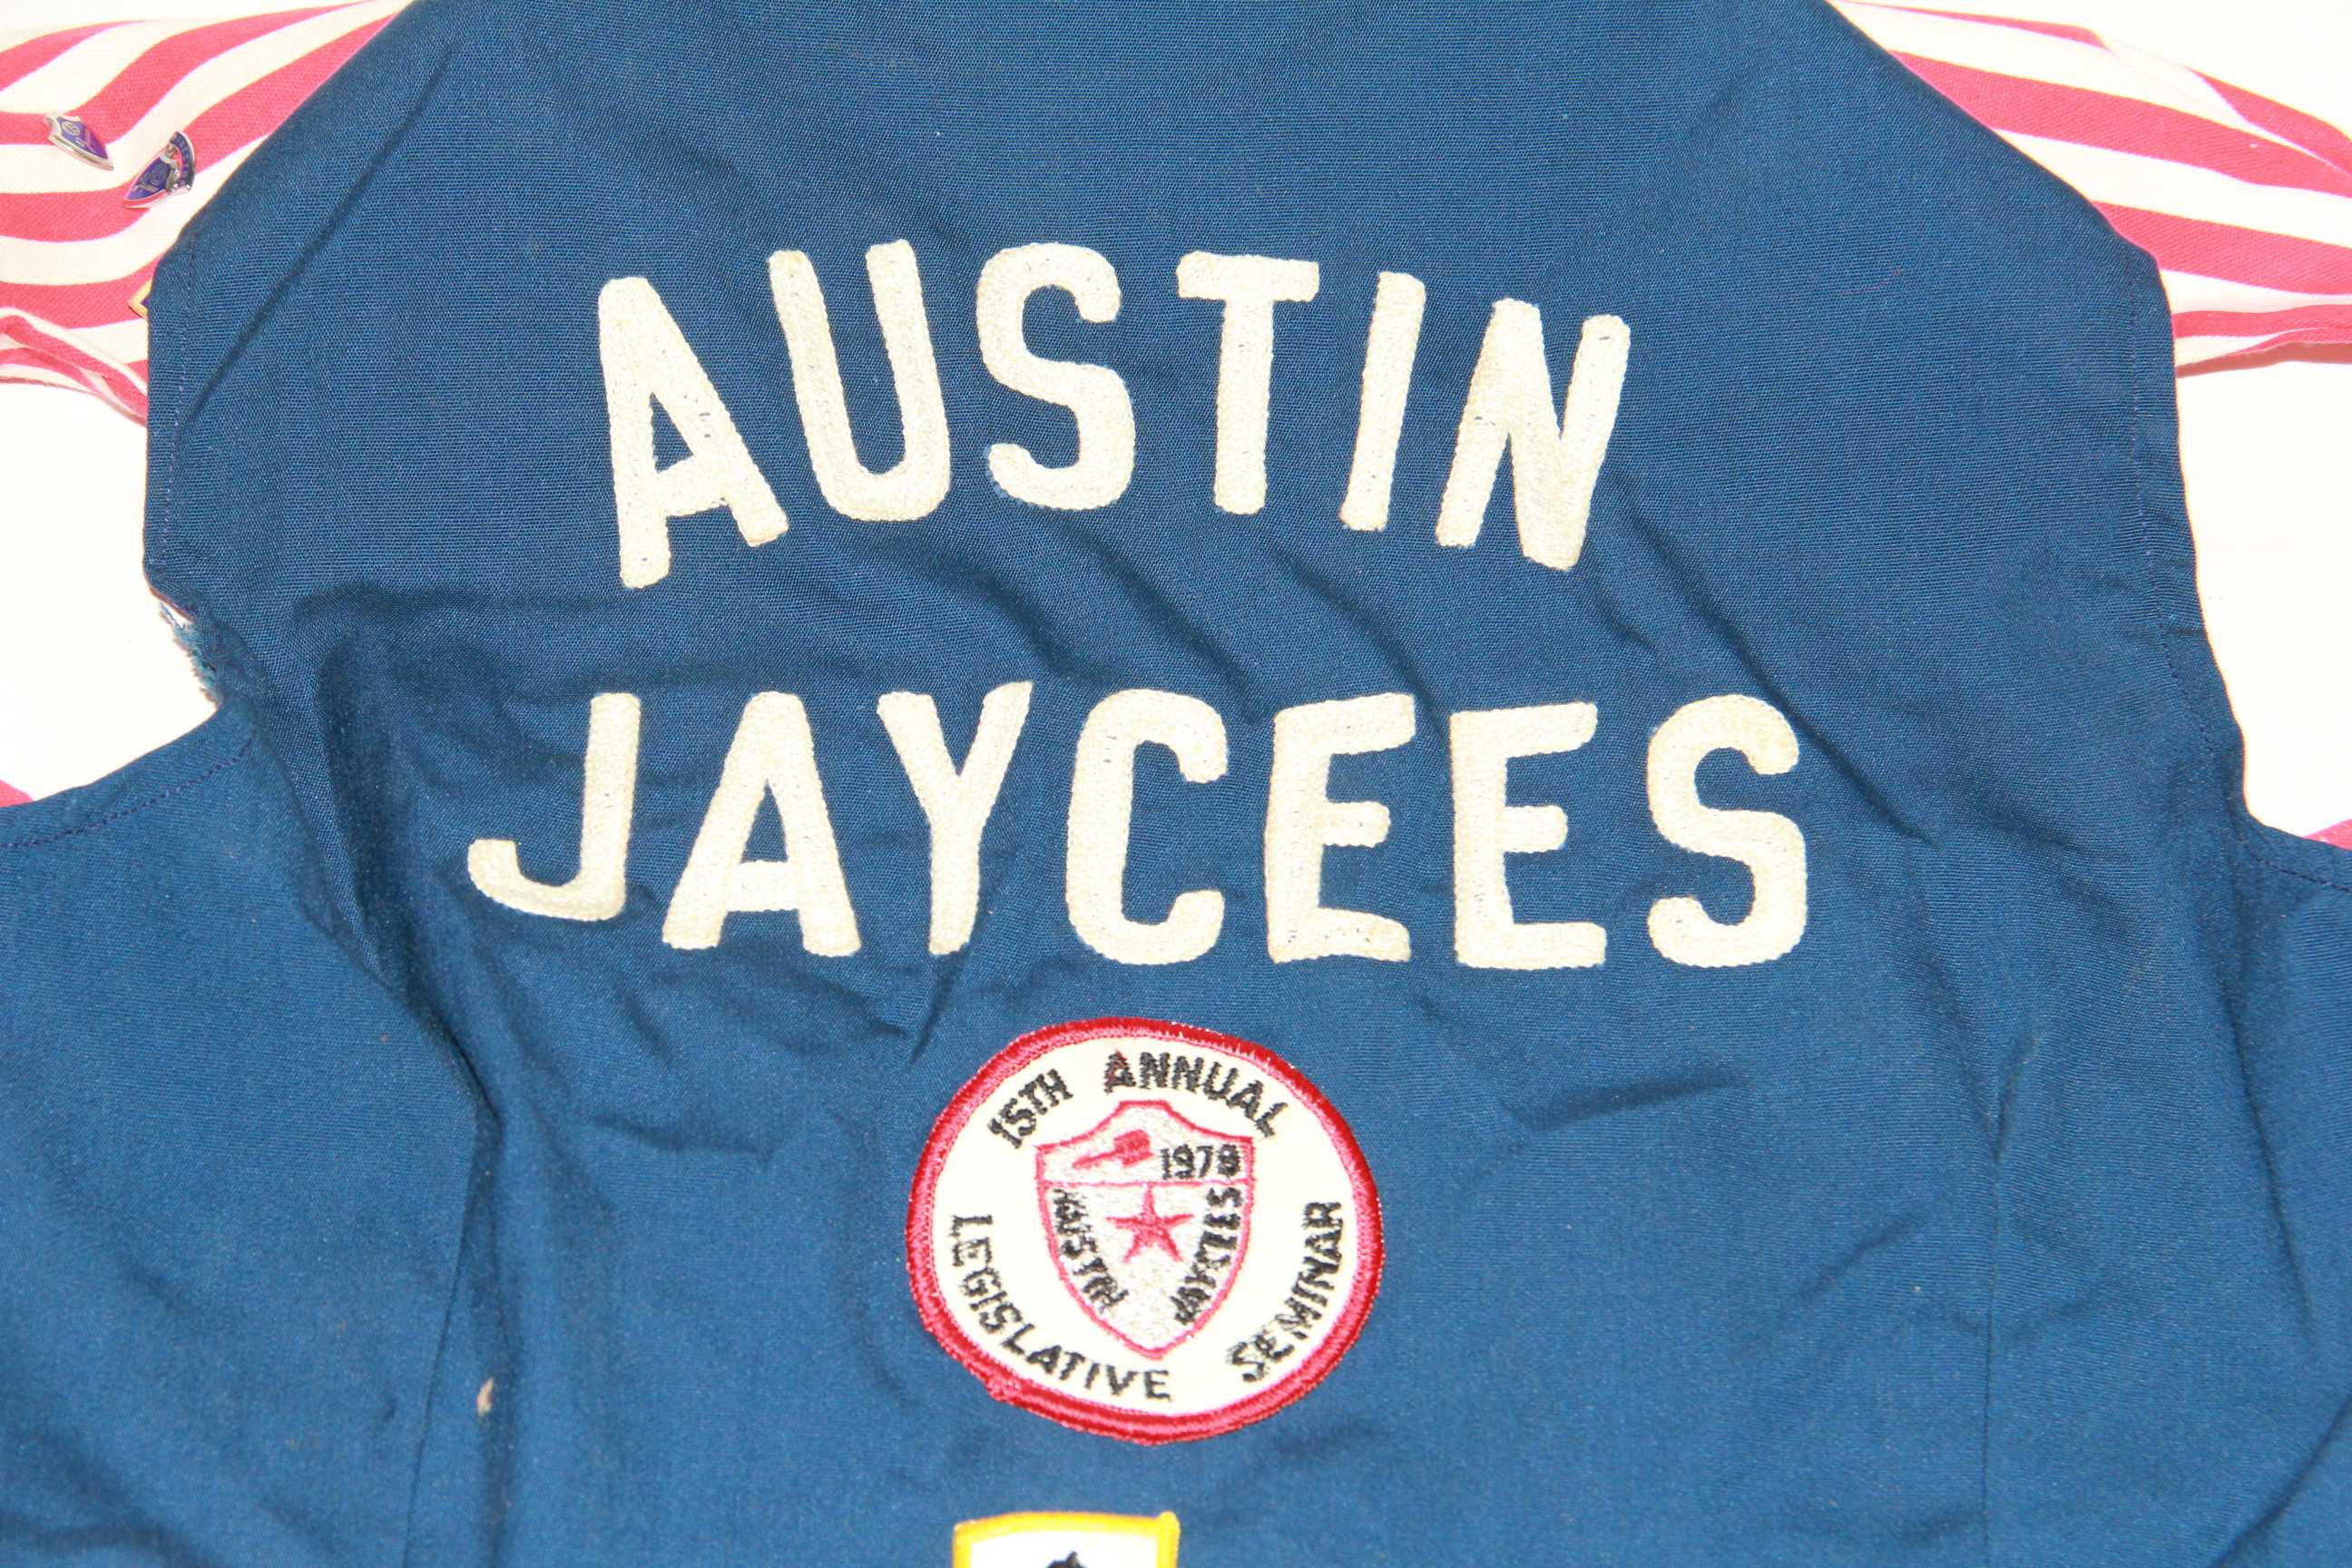 AUSTIN
JAYCEES
15TH ANNUAL
1978
AUSTIN
JAYCEES
LEGISLATIVE SEMINAR